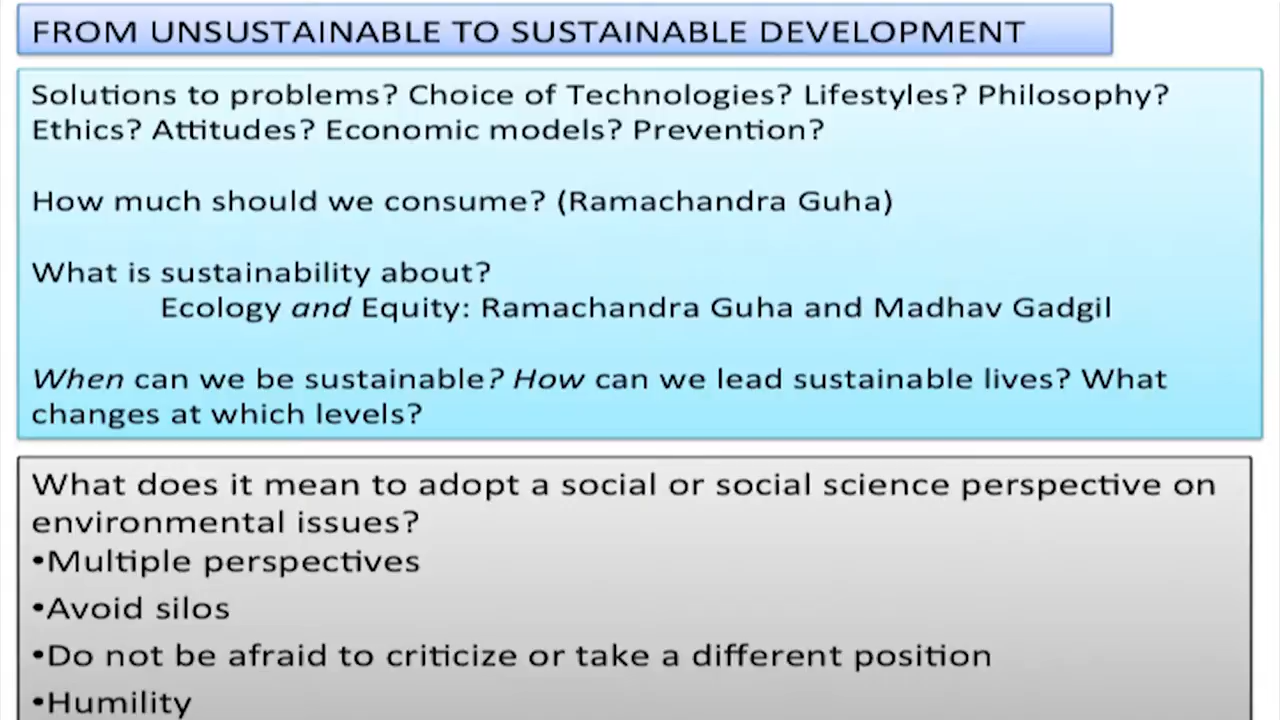 FROM UNSUSTAINABLE TO SUSTAINABLE DEVELOPMENT
Solutions to problems? Choice of Technologies? Lifestyles? Philosophy?
Ethics? Attitudes? Economic models? Prevention?
How much should we consume? (Ramachandra Guha)
What is sustainability about?
Ecology and Equity: Ramachandra Guha and Madhav Gadgil
When can we be sustainable? How can we lead sustainable lives? What
changes at which levels?
What does it mean to adopt a social or social science perspective on
environmental issues?
•Multiple perspectives
•Avoid silos
•Do not be afraid to criticize or take a different position
•Humility